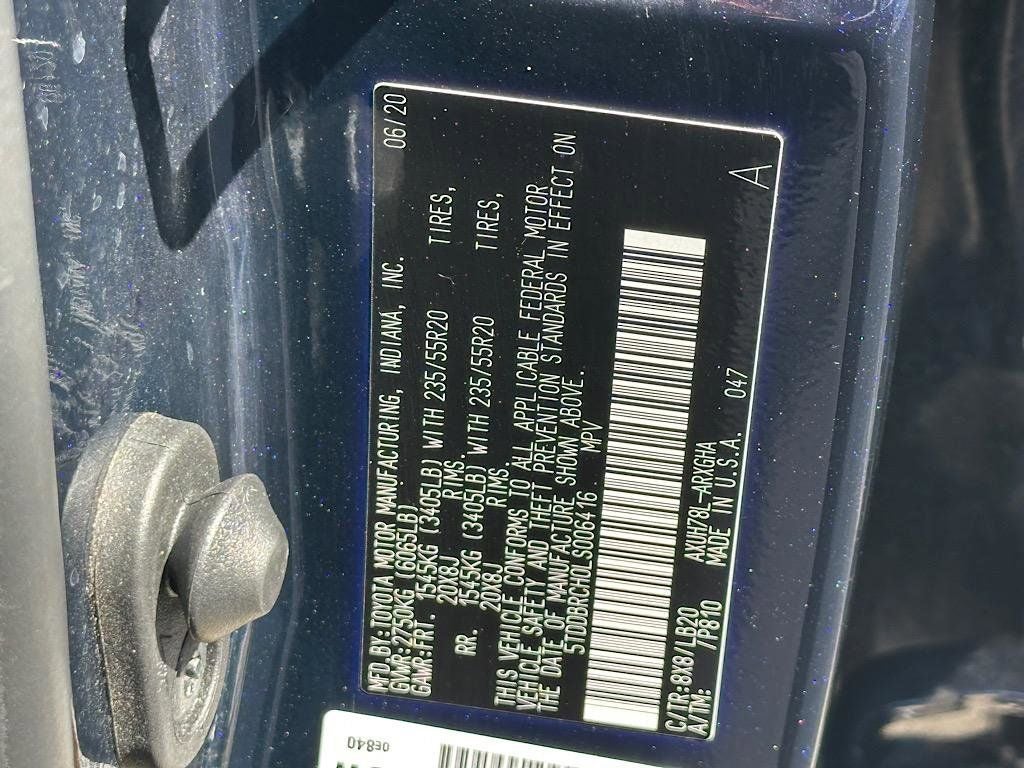 MFD.BY:TOYOTA MOTOR MANUFACTURING, INDIANA, INC. 06/20
GVWR:2750KG (6065LB)
GAWR:FRT. 1545KG (3405LB) WITH 235/55R20 TIRES,
20X8J RIMS.
RR. 1545KG (3405LB) WITH 235/55R20 TIRES,
20X8J RIMS.
THIS VEHICLE CONFORMS TO ALL APPLICABLE FEDERAL MOTOR
VEHICLE SAFETY AND THEFT PREVENTION STANDARDS IN EFFECT ON
THE DATE OF MANUFACTURE SHOWN ABOVE.
5TDDBRCH0LS006416 MPV
C/TR:8X8/LB20 AXUH78L-ARXGHA 047 A
A/TM: /P810 MADE IN U.S.A.
0E840